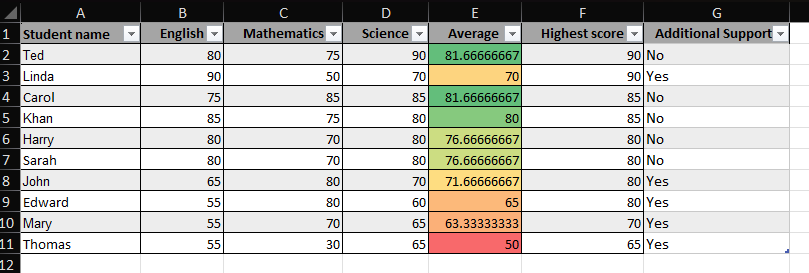 A B C D E F G
1 Student name English Mathematics Science Average Highest score Additional Support
2 Ted 80 75 90 81.66666667 90 No
3 Linda 90 50 70 70 90 Yes
4 Carol 75 85 85 81.66666667 85 No
5 Khan 85 75 80 80 85 No
6 Harry 80 70 80 76.66666667 80 No
7 Sarah 80 70 80 76.66666667 80 No
8 John 65 80 70 71.66666667 80 Yes
9 Edward 55 80 60 65 80 Yes
10 Mary 55 70 65 63.33333333 70 Yes
11 Thomas 55 30 65 50 65 Yes
12